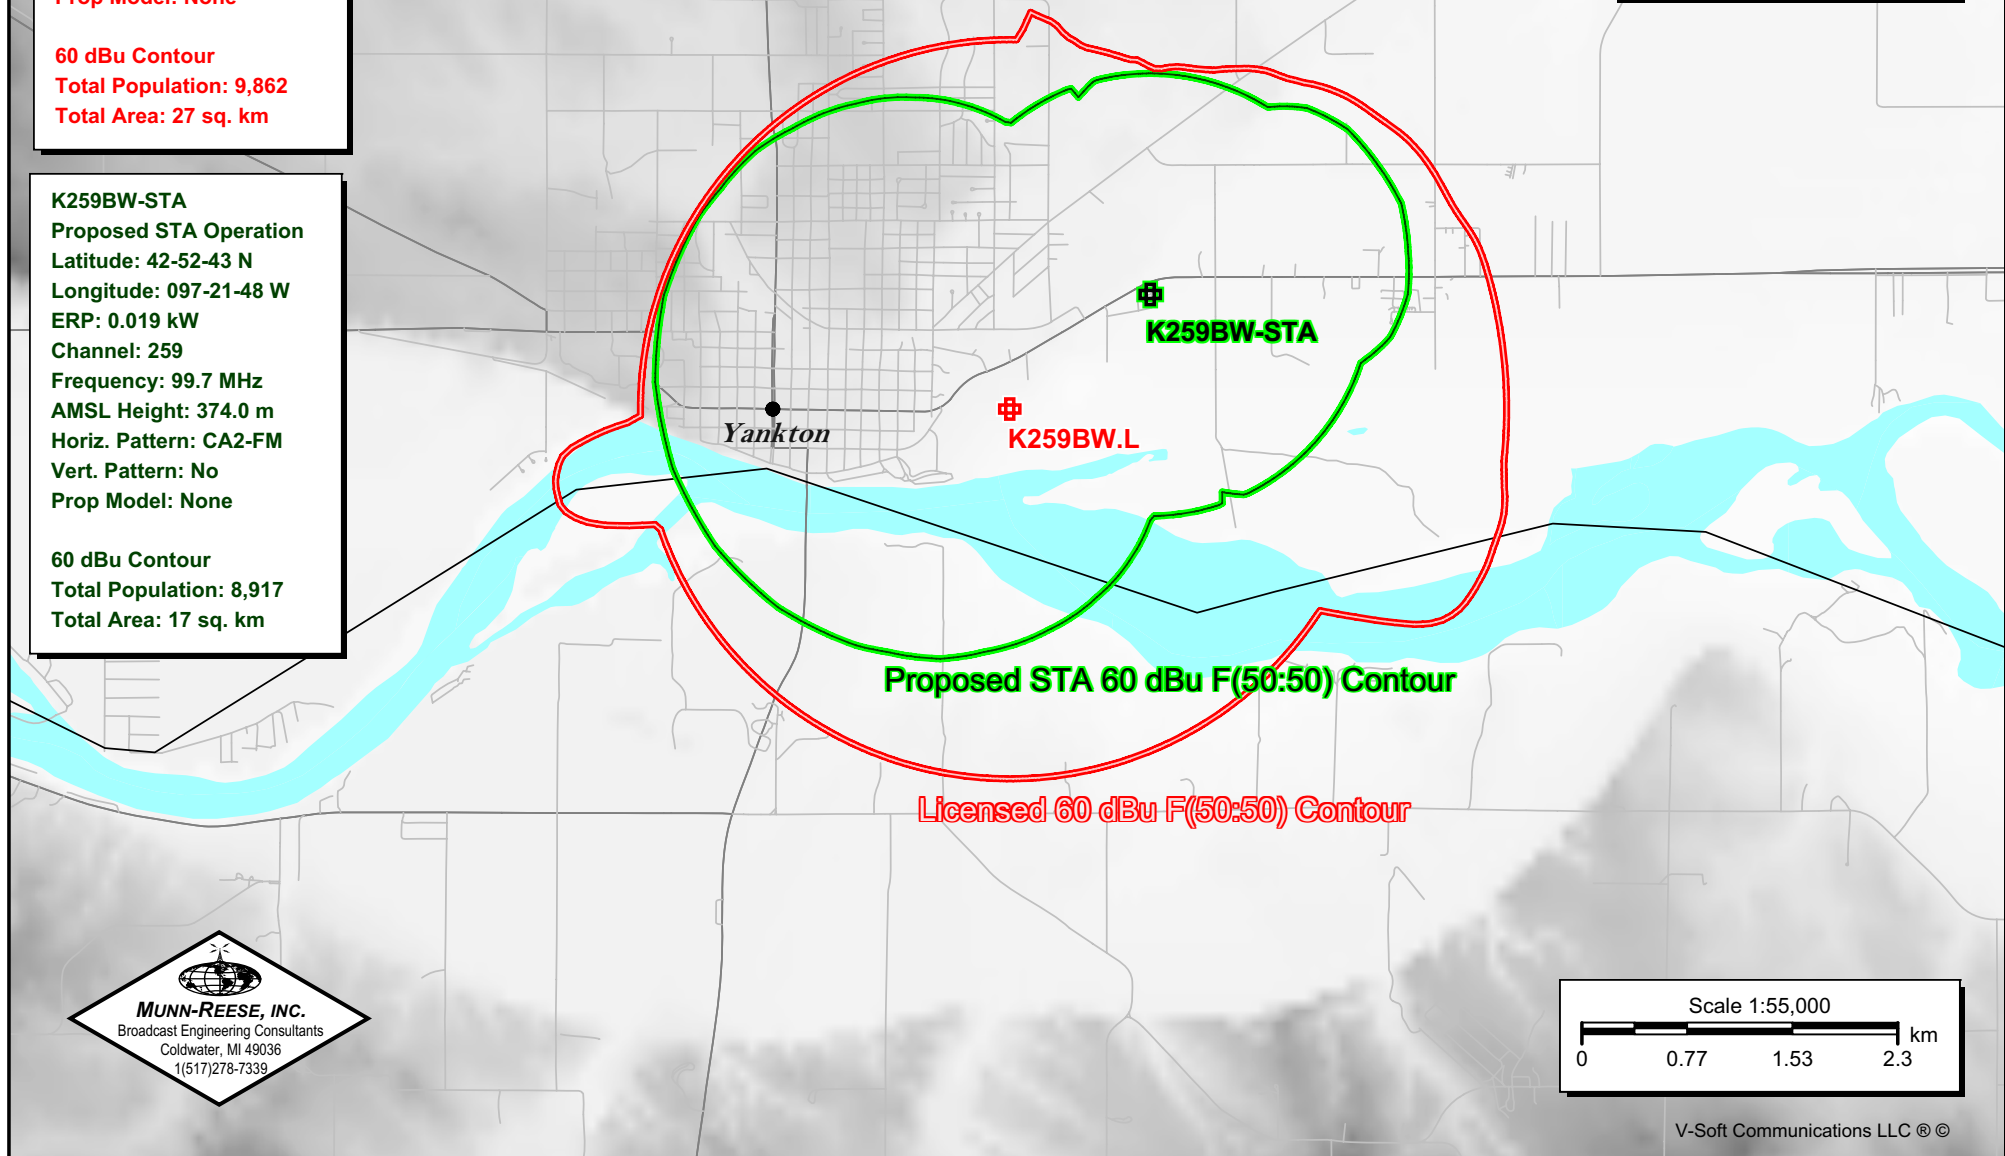 60 dBu Contour
Total Population: 9,862
Total Area: 27 sq. km
K259BW-STA
Proposed STA Operation
Latitude: 42-52-43 N
Longitude: 097-21-48 W
ERP: 0.019 kW
Channel: 259
Frequency: 99.7 MHz
AMSL Height: 374.0 m
Horiz. Pattern: CA2-FM
Vert. Pattern: No
Prop Model: None
60 dBu Contour
Total Population: 8,917
Total Area: 17 sq. km
K259BW-STA
K259BW.L
Yankton
Proposed STA 60 dBu F(50:50) Contour
Licensed 60 dBu F(50:50) Contour
MUNN-REESE, INC.
Broadcast Engineering Consultants
Coldwater, MI 49036
1(517)278-7339
Scale 1:55,000
km
0 0.77 1.53 2.3
V-Soft Communications LLC ® ©